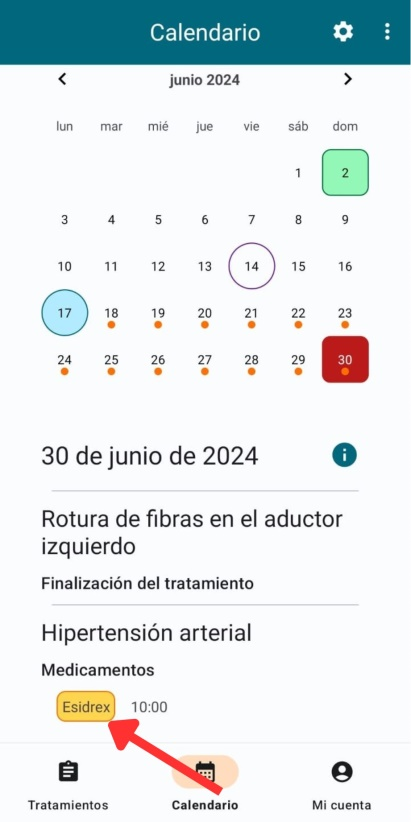 Calendario
junio 2024
lun mar mié jue vie sáb dom
1 2
3 4 5 6 7 8 9
10 11 12 13 14 15 16
17 18 19 20 21 22 23
24 25 26 27 28 29 30
30 de junio de 2024
Rotura de fibras en el aductor
izquierdo
Finalización del tratamiento
Hipertensión arterial
Medicamentos
Esidrex 10:00
Tratamientos Calendario Mi cuenta